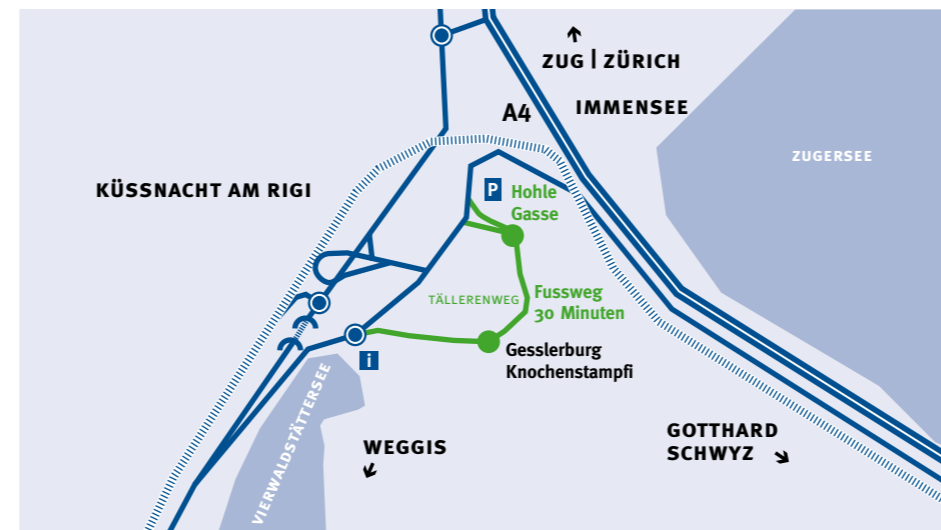 ZUG | ZÜRICH
IMMENSEE
A4
ZUGERSEE
KÜSSNACHT AM RIGI
P
Hohle
Gasse
TÄLLERENWEG
Fussweg
30 Minuten
i
Gesslerburg
Knochenstampfi
VIERWALDSTÄTTERSEE
WEGGIS
GOTTHARD
SCHWYZ